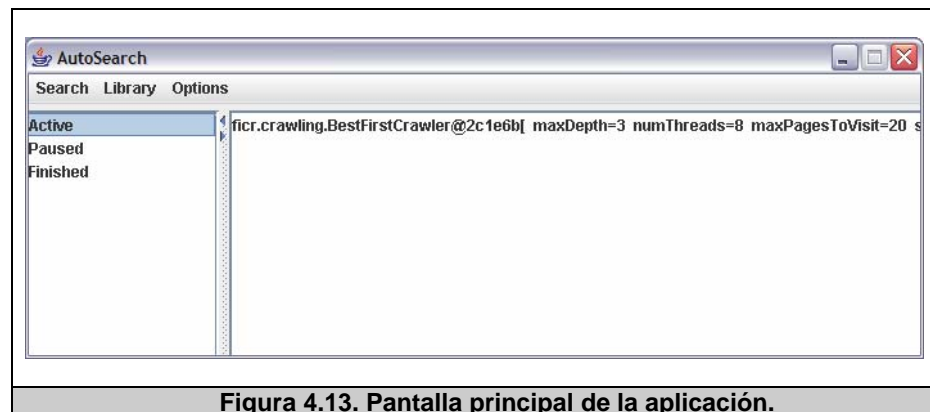 AutoSearch
Search Library Options
Active
Paused
Finished
ficr.crawling.BestFirstCrawler@2c1e6b[ maxDepth=3 numThreads=8 maxPagesToVisit=20 s
Figura 4.13. Pantalla principal de la aplicación.